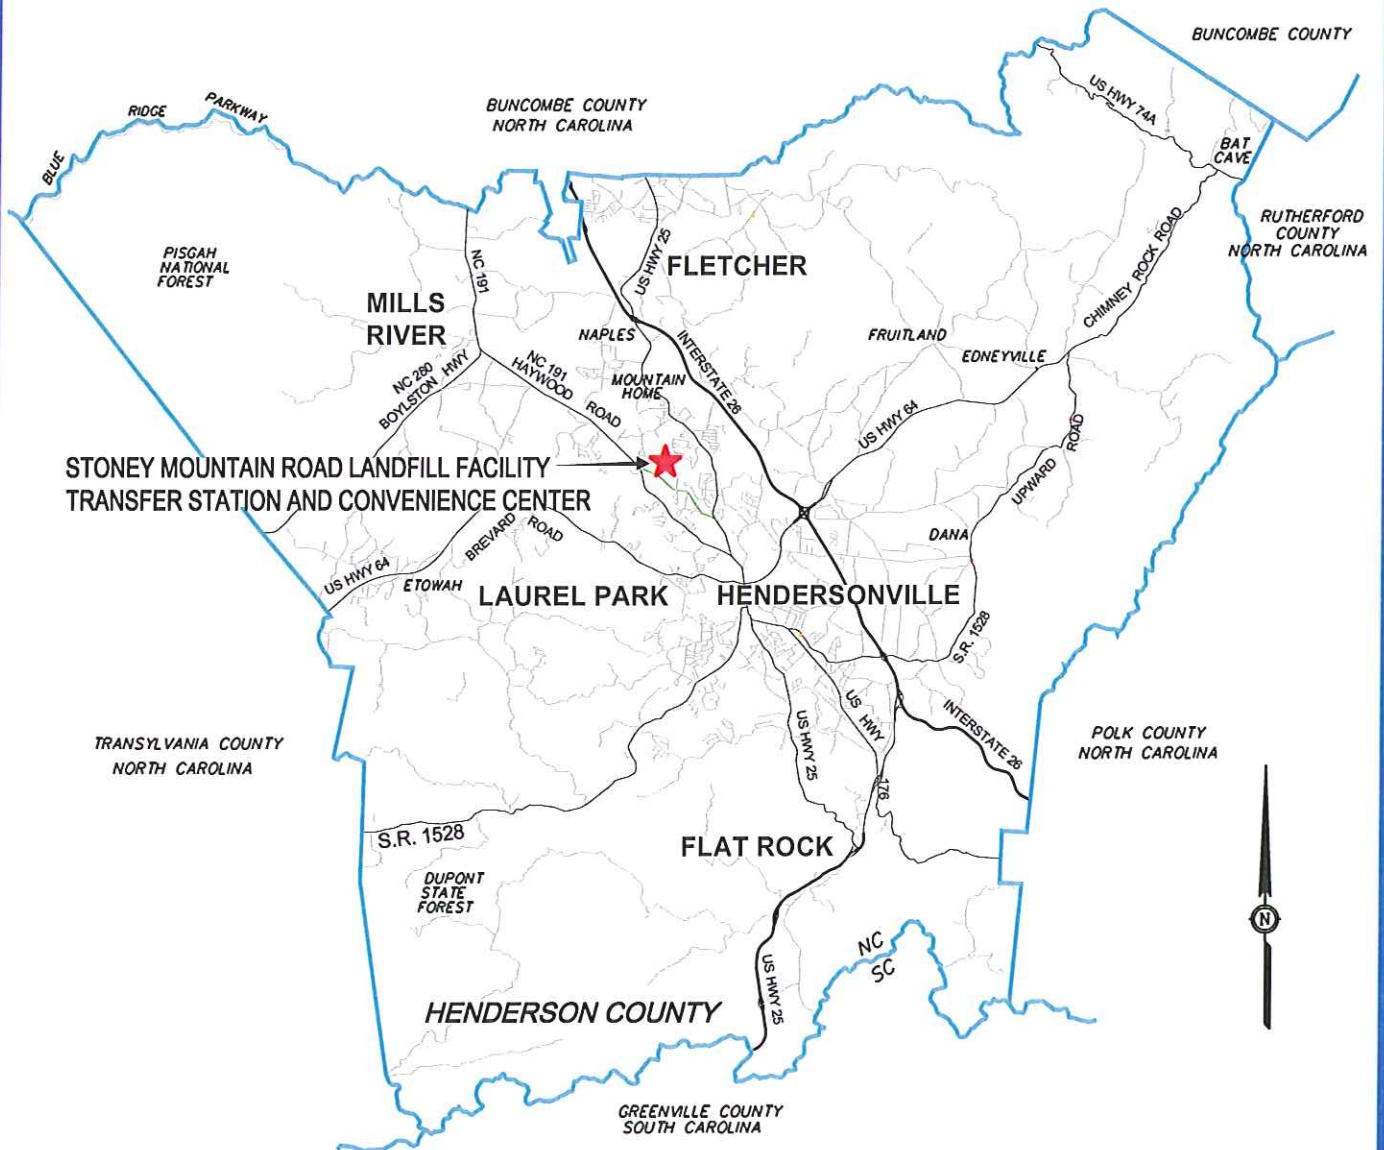 BUNCOMBE COUNTY
US HWY 74A
BAT
CAVE
BLUE
RIDGE
PARKWAY
BUNCOMBE COUNTY
NORTH CAROLINA
RUTHERFORD
COUNTY
NORTH CAROLINA
PISGAH
NATIONAL
FOREST
NC 191
US HWY 25
FLETCHER
CHIMNEY ROCK ROAD
MILLS
RIVER
NAPLES
INTERSTATE 26
FRUITLAND
EDNEYVILLE
NC 280
BOYLSTON HWY
NC 191
HAYWOOD ROAD
MOUNTAIN
HOME
US HWY 64
UPWARD ROAD
STONEY MOUNTAIN ROAD LANDFILL FACILITY
TRANSFER STATION AND CONVENIENCE CENTER
BREVARD ROAD
DANA
US HWY 64
ETOWAH
LAUREL PARK
HENDERSONVILLE
S.R. 1528
TRANSYLVANIA COUNTY
NORTH CAROLINA
US HWY 25
US HWY
176
INTERSTATE 26
POLK COUNTY
NORTH CAROLINA
S.R. 1528
FLAT ROCK
DUPONT
STATE
FOREST
N
NC
SC
US HWY 25
HENDERSON COUNTY
GREENVILLE COUNTY
SOUTH CAROLINA